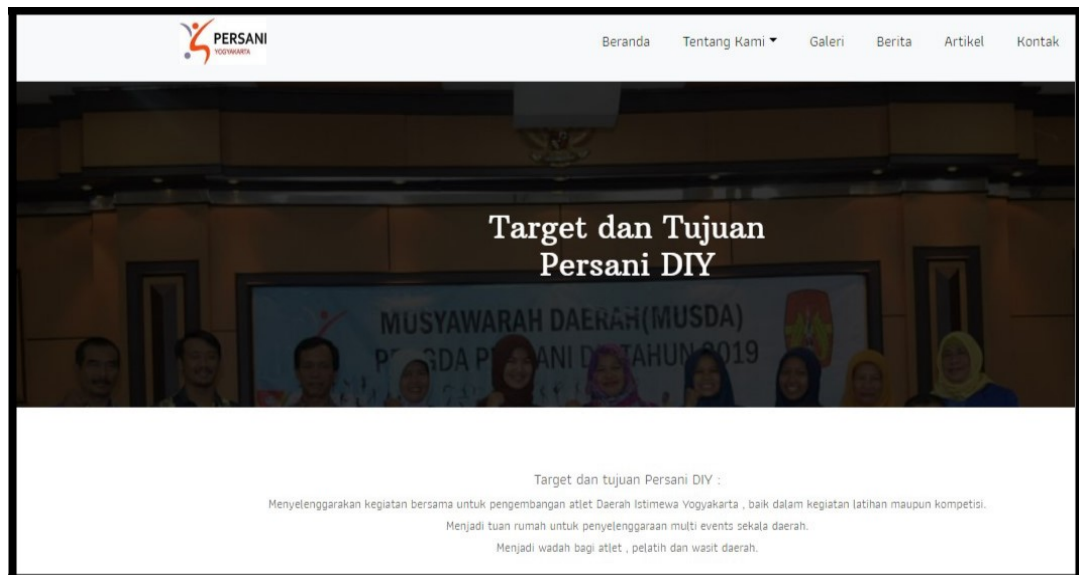 PERSANI
YOGYAKARTA
Beranda Tentang Kami Galeri Berita Artikel Kontak
Target dan Tujuan
Persani DIY
MUSYAWARAH DAERAH(MUSDA)
TAHUN 2019
Target dan tujuan Persani DIY :
Menyelenggarakan kegiatan bersama untuk pengembangan atlet Daerah Istimewa Yogyakarta , baik dalam kegiatan latihan maupun kompetisi.
Menjadi tuan rumah untuk penyelenggaraan multi events sekala daerah.
Menjadi wadah bagi atlet , pelatih dan wasit daerah.